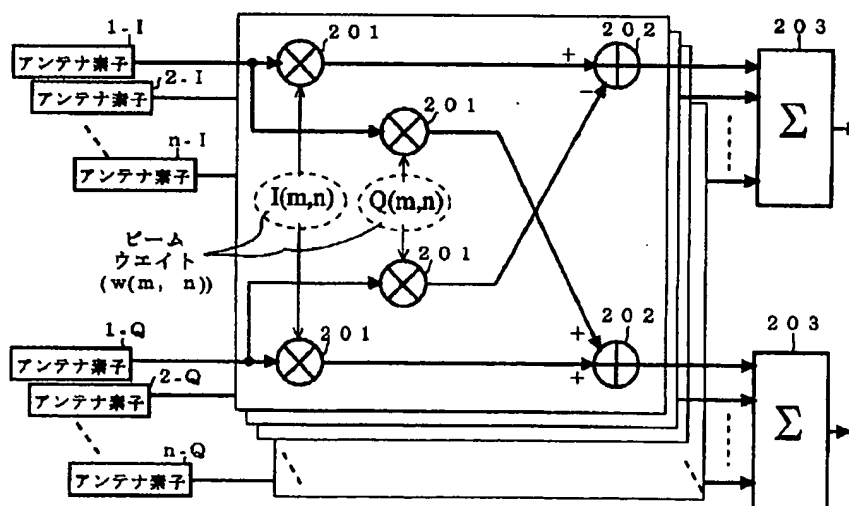 1-I
アンテナ素子
2-I
アンテナ素子
n-I
アンテナ素子
201
202
203
+
-
Σ
201
I(m,n)
Q(m,n)
ビーム
ウエイト
(w(m, n))
201
1-Q
アンテナ素子
2-Q
アンテナ素子
n-Q
アンテナ素子
201
+
+
202
203
Σ